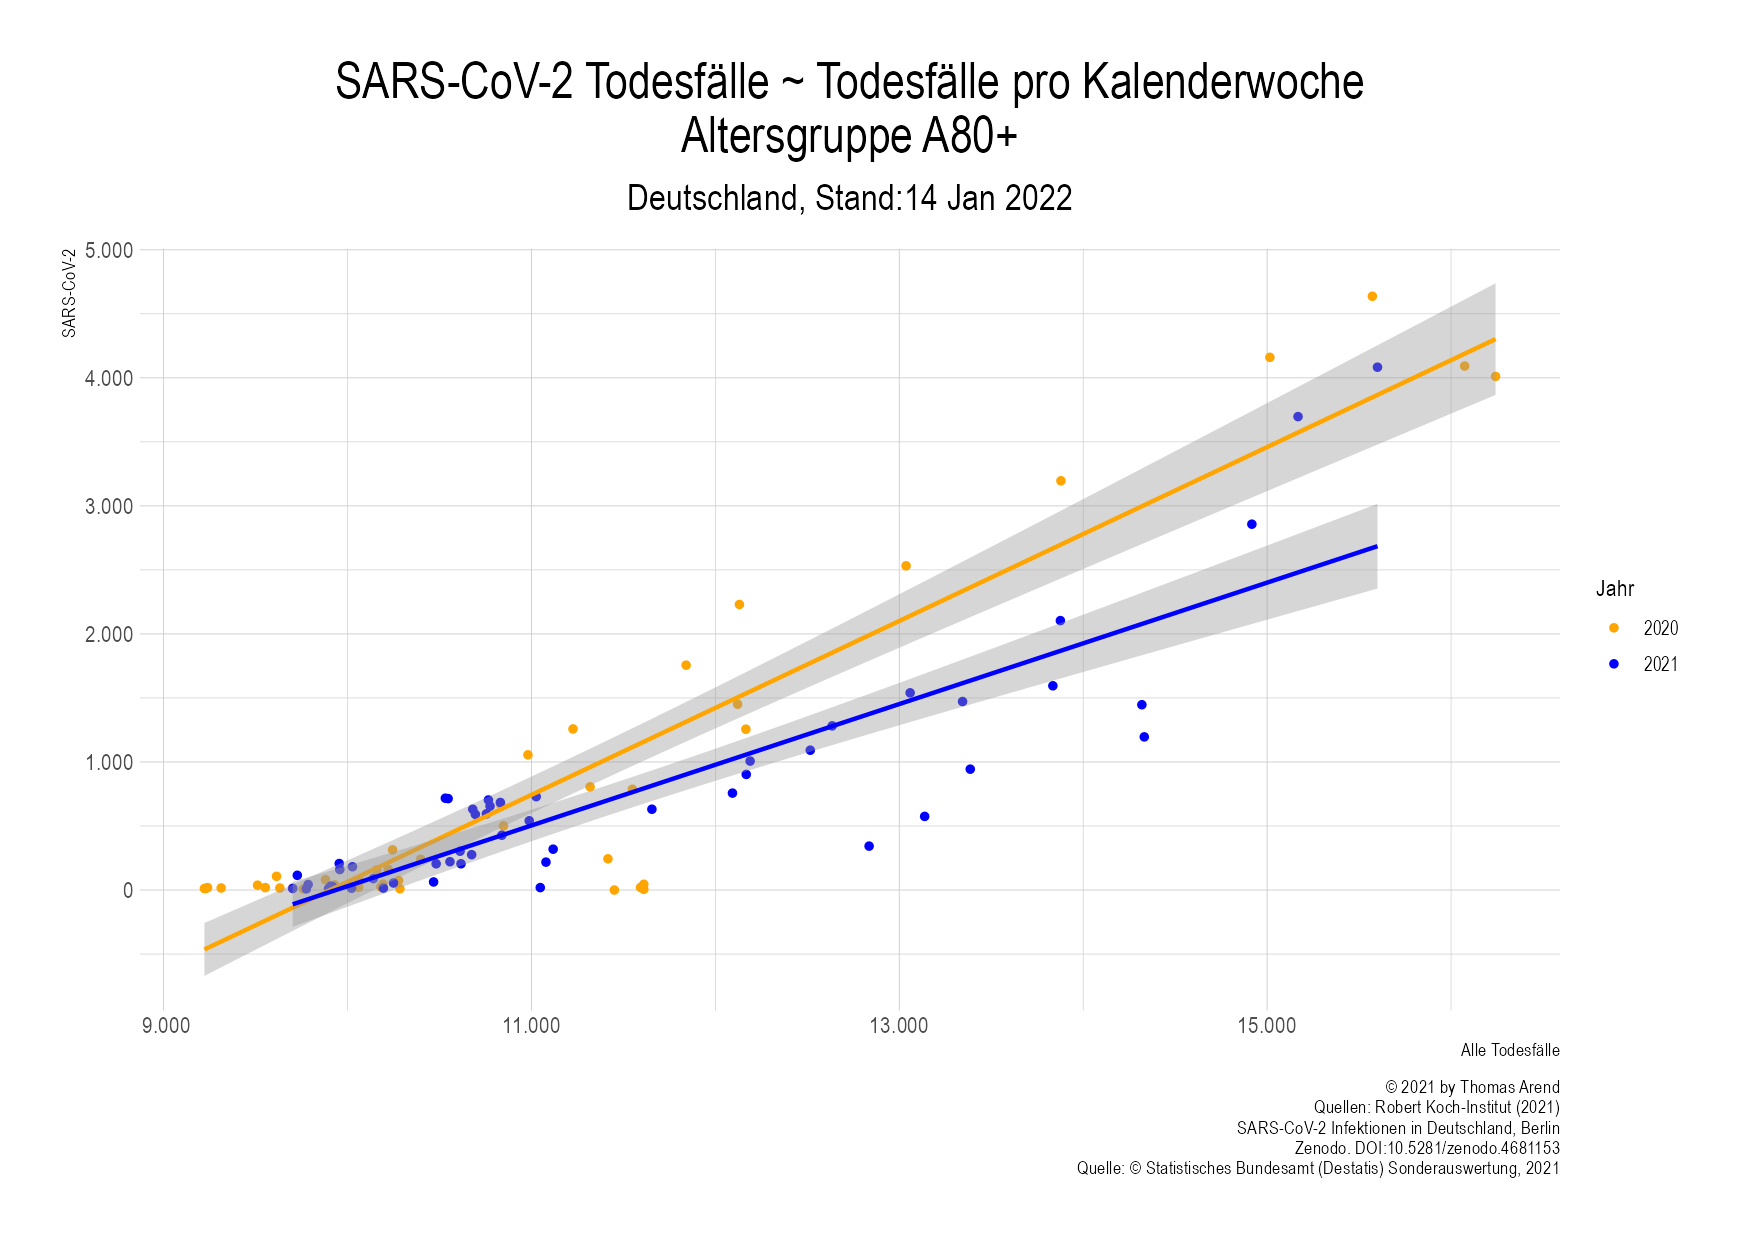 SARS-CoV-2 Todesfälle ~ Todesfälle pro Kalenderwoche
Altersgruppe A80+
Deutschland, Stand:14 Jan 2022
SARS-CoV-2
5.000
4.000
3.000
2.000
1.000
0
9.000
11.000
13.000
15.000
Alle Todesfälle
Jahr
2020
2021
© 2021 by Thomas Arend
Quellen: Robert Koch-Institut (2021)
SARS-CoV-2 Infektionen in Deutschland, Berlin
Zenodo. DOI:10.5281/zenodo.4681153
Quelle: © Statistisches Bundesamt (Destatis) Sonderauswertung, 2021